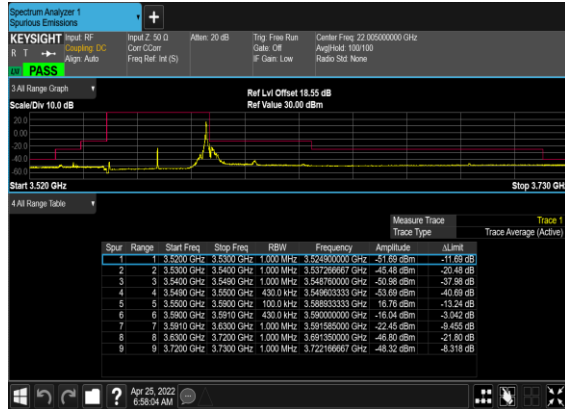 Spectrum Analyzer 1
Spurious Emissions
+
KEYSIGHT Input: RF Input Z: 50 Ω Atten: 20 dB Trig: Free Run Center Freq: 22.005000000 GHz
R T Coupling: DC Corr CCorr Gate: Off Avg|Hold: 100/100
Align: Auto Freq Ref: Int (S) IF Gain: Low Radio Std: None
PASS
3 All Range Graph
Ref Lvl Offset 18.55 dB
Scale/Div 10.0 dB Ref Value 30.00 dBm
20.0
0.00
-20.0
-40.0
-60.0
Start 3.520 GHz Stop 3.730 GH
4 All Range Table
Measure Trace Trace 1
Trace Type Trace Average (Active)
Spur Range Start Freq Stop Freq RBW Frequency Amplitude ΔLimit
1 1 3.5200 GHz 3.5300 GHz 1.000 MHz 3.524900000 GHz -51.69 dBm -11.69 dB
2 2 3.5300 GHz 3.5400 GHz 1.000 MHz 3.537266667 GHz -45.48 dBm -20.48 dB
3 3 3.5400 GHz 3.5490 GHz 1.000 MHz 3.548760000 GHz -50.98 dBm -37.98 dB
4 4 3.5490 GHz 3.5500 GHz 430.0 kHz 3.549603333 GHz -53.69 dBm -40.69 dB
5 5 3.5500 GHz 3.5900 GHz 100.0 kHz 3.588933333 GHz 16.76 dBm -13.24 dB
6 6 3.5900 GHz 3.5910 GHz 430.0 kHz 3.590000000 GHz -16.04 dBm -3.042 dB
7 7 3.5910 GHz 3.6300 GHz 1.000 MHz 3.591585000 GHz -22.45 dBm -9.455 dB
8 8 3.6300 GHz 3.7200 GHz 1.000 MHz 3.691350000 GHz -46.80 dBm -21.80 dB
9 9 3.7200 GHz 3.7300 GHz 1.000 MHz 3.722166667 GHz -48.32 dBm -8.318 dB
? Apr 25, 2022
6:58:04 AM